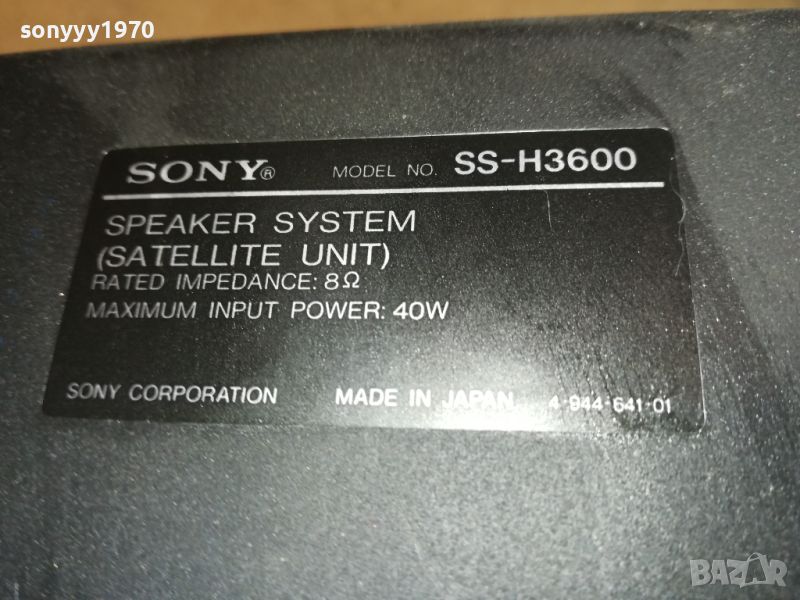 sonyyy1970
SONY® MODEL NO. SS-H3600
SPEAKER SYSTEM
(SATELLITE UNIT)
RATED IMPEDANCE: 8Ω
MAXIMUM INPUT POWER: 40W
SONY CORPORATION MADE IN JAPAN 4-944-641-01
BAZAR